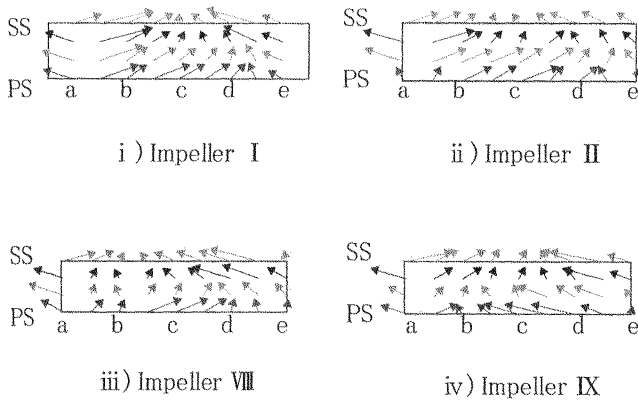 SS
PS a b c d e
i ) Impeller Ⅰ
SS
PS a b c d e
ii ) Impeller Ⅱ
SS
PS a b c d e
iii ) Impeller Ⅷ
SS
PS a b c d e
iv ) Impeller Ⅸ